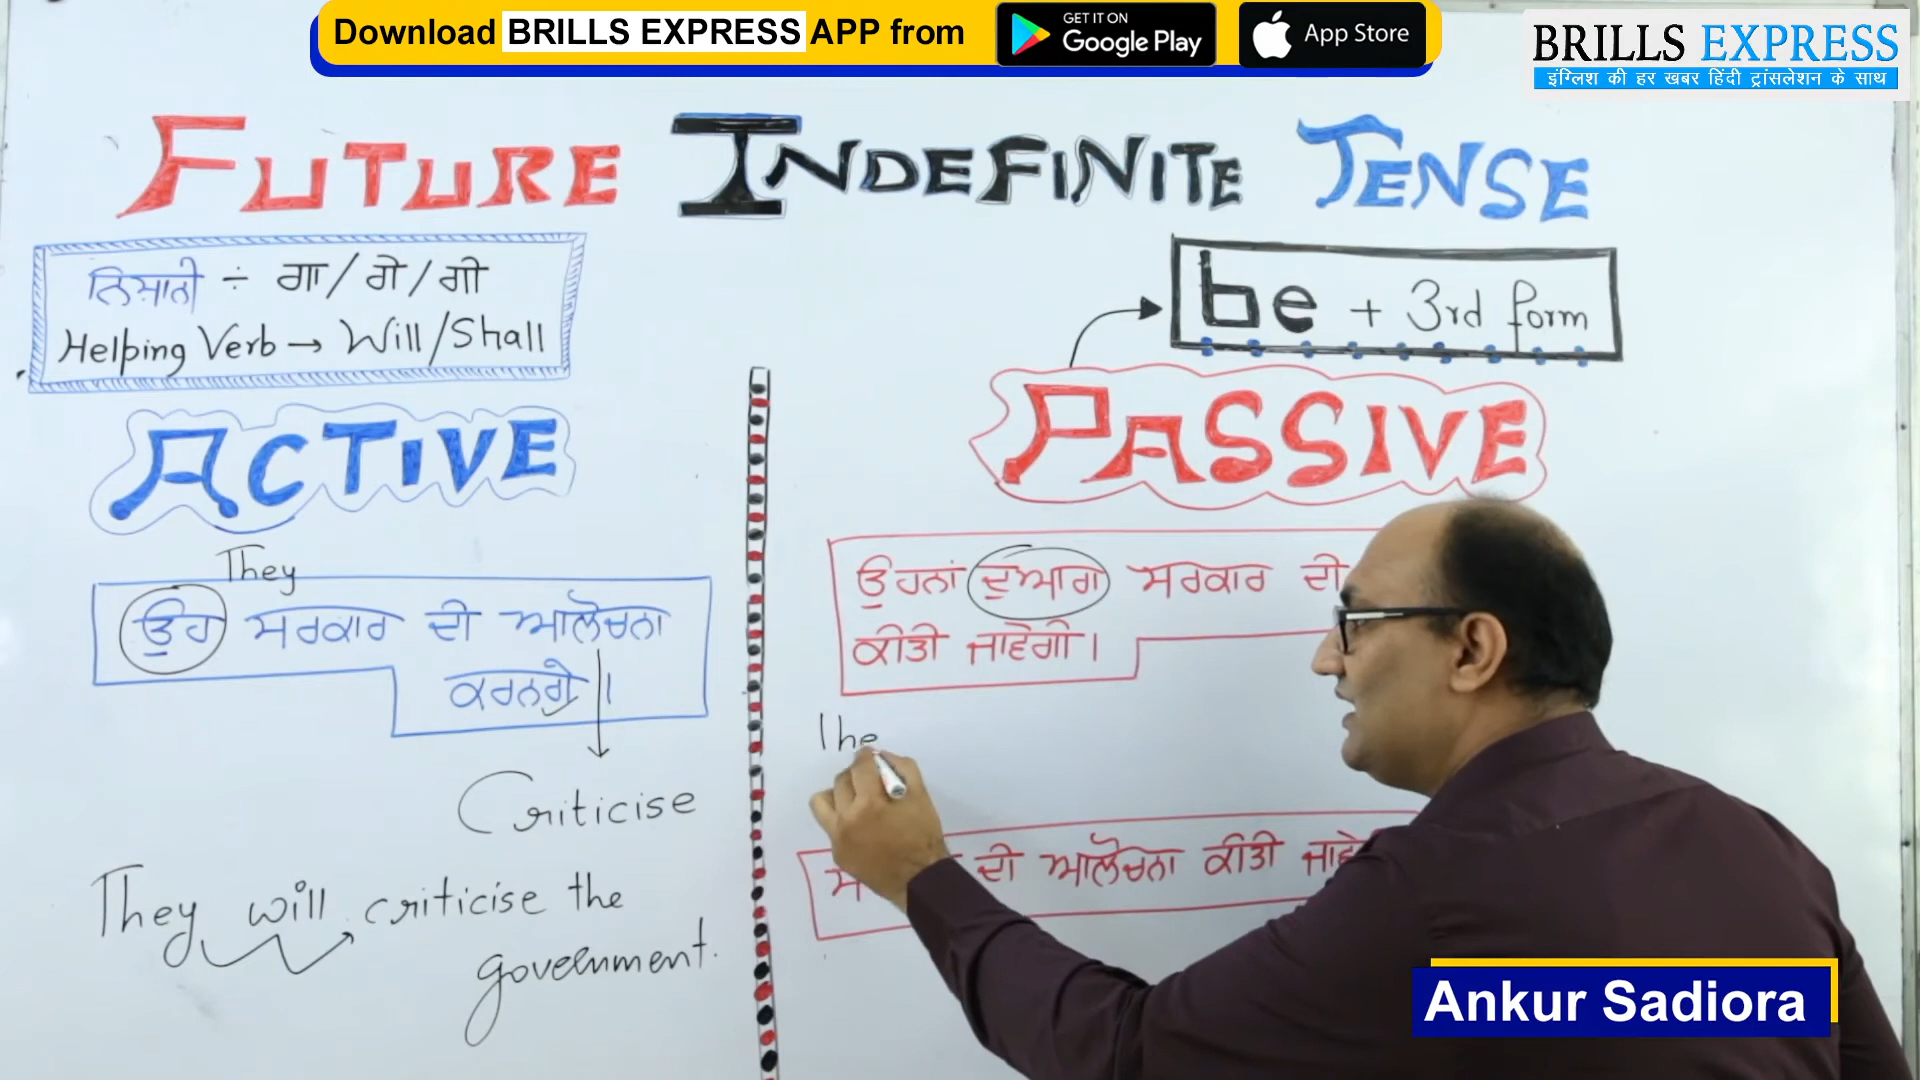 Download BRILLS EXPRESS APP from
GET IT ON
Google Play
App Store
BRILLS EXPRESS
इंग्लिश की हर खबर हिंदी ट्रांसलेशन के साथ
FUTURE INDEFINITE TENSE
ਨਿਸ਼ਾਨੀ ÷ ਗਾ/ਗੇ/ਗੀ
Helping Verb → Will/Shall
be + 3rd form
ACTIVE
PASSIVE
They
ਉਹ ਸਰਕਾਰ ਦੀ ਆਲੋਚਨਾ
ਕਰਨਗੇ।
Criticise
They will criticise the
government.
ਉਹਨਾਂ ਦੁਆਰਾ ਸਰਕਾਰ ਦੀ
ਕੀਤੀ ਜਾਵੇਗੀ।
The
ਦੀ ਆਲੋਚਨਾ ਕੀਤੀ
Ankur Sadiora